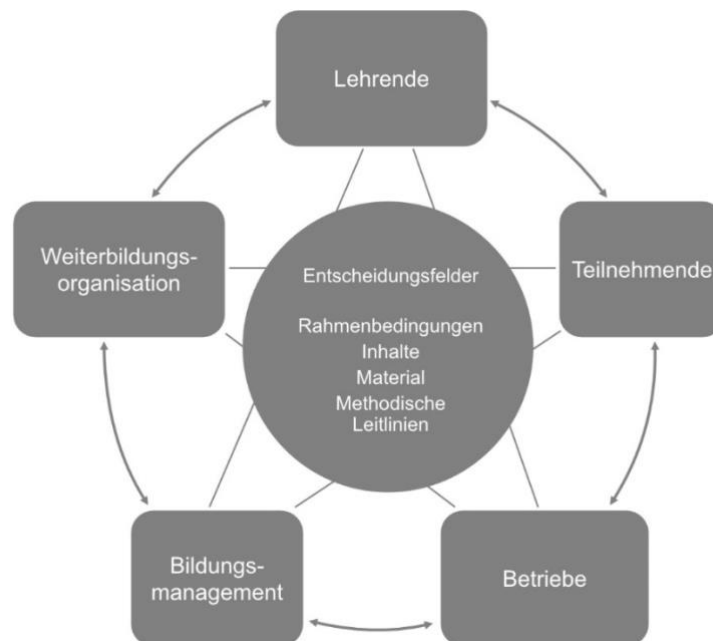 Lehrende
Weiterbildungs-
organisation
Teilnehmende
Entscheidungsfelder
Rahmenbedingungen
Inhalte
Material
Methodische
Leitlinien
Bildungs-
management
Betriebe